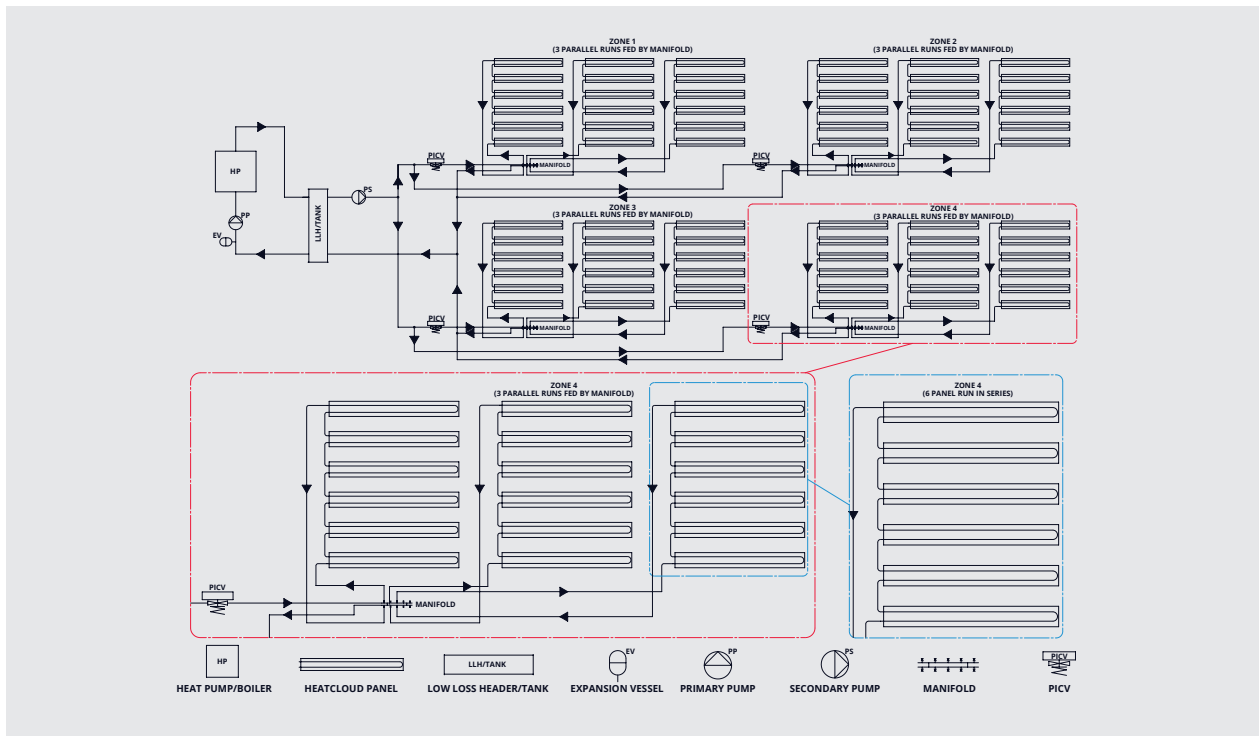 ZONE 1
(3 PARALLEL RUNS FED BY MANIFOLD)
ZONE 2
(3 PARALLEL RUNS FED BY MANIFOLD)
PICV
MANIFOLD
PICV
MANIFOLD
HP
PS
LLH/TANK
PP
EV
ZONE 3
(3 PARALLEL RUNS FED BY MANIFOLD)
ZONE 4
(3 PARALLEL RUNS FED BY MANIFOLD)
PICV
MANIFOLD
PICV
MANIFOLD
ZONE 4
(3 PARALLEL RUNS FED BY MANIFOLD)
ZONE 4
(6 PANEL RUN IN SERIES)
PICV
MANIFOLD
HP
LLH/TANK
EV
PP
PS
PICV
HEAT PUMP/BOILER
HEATCLOUD PANEL
LOW LOSS HEADER/TANK
EXPANSION VESSEL
PRIMARY PUMP
SECONDARY PUMP
MANIFOLD
PICV